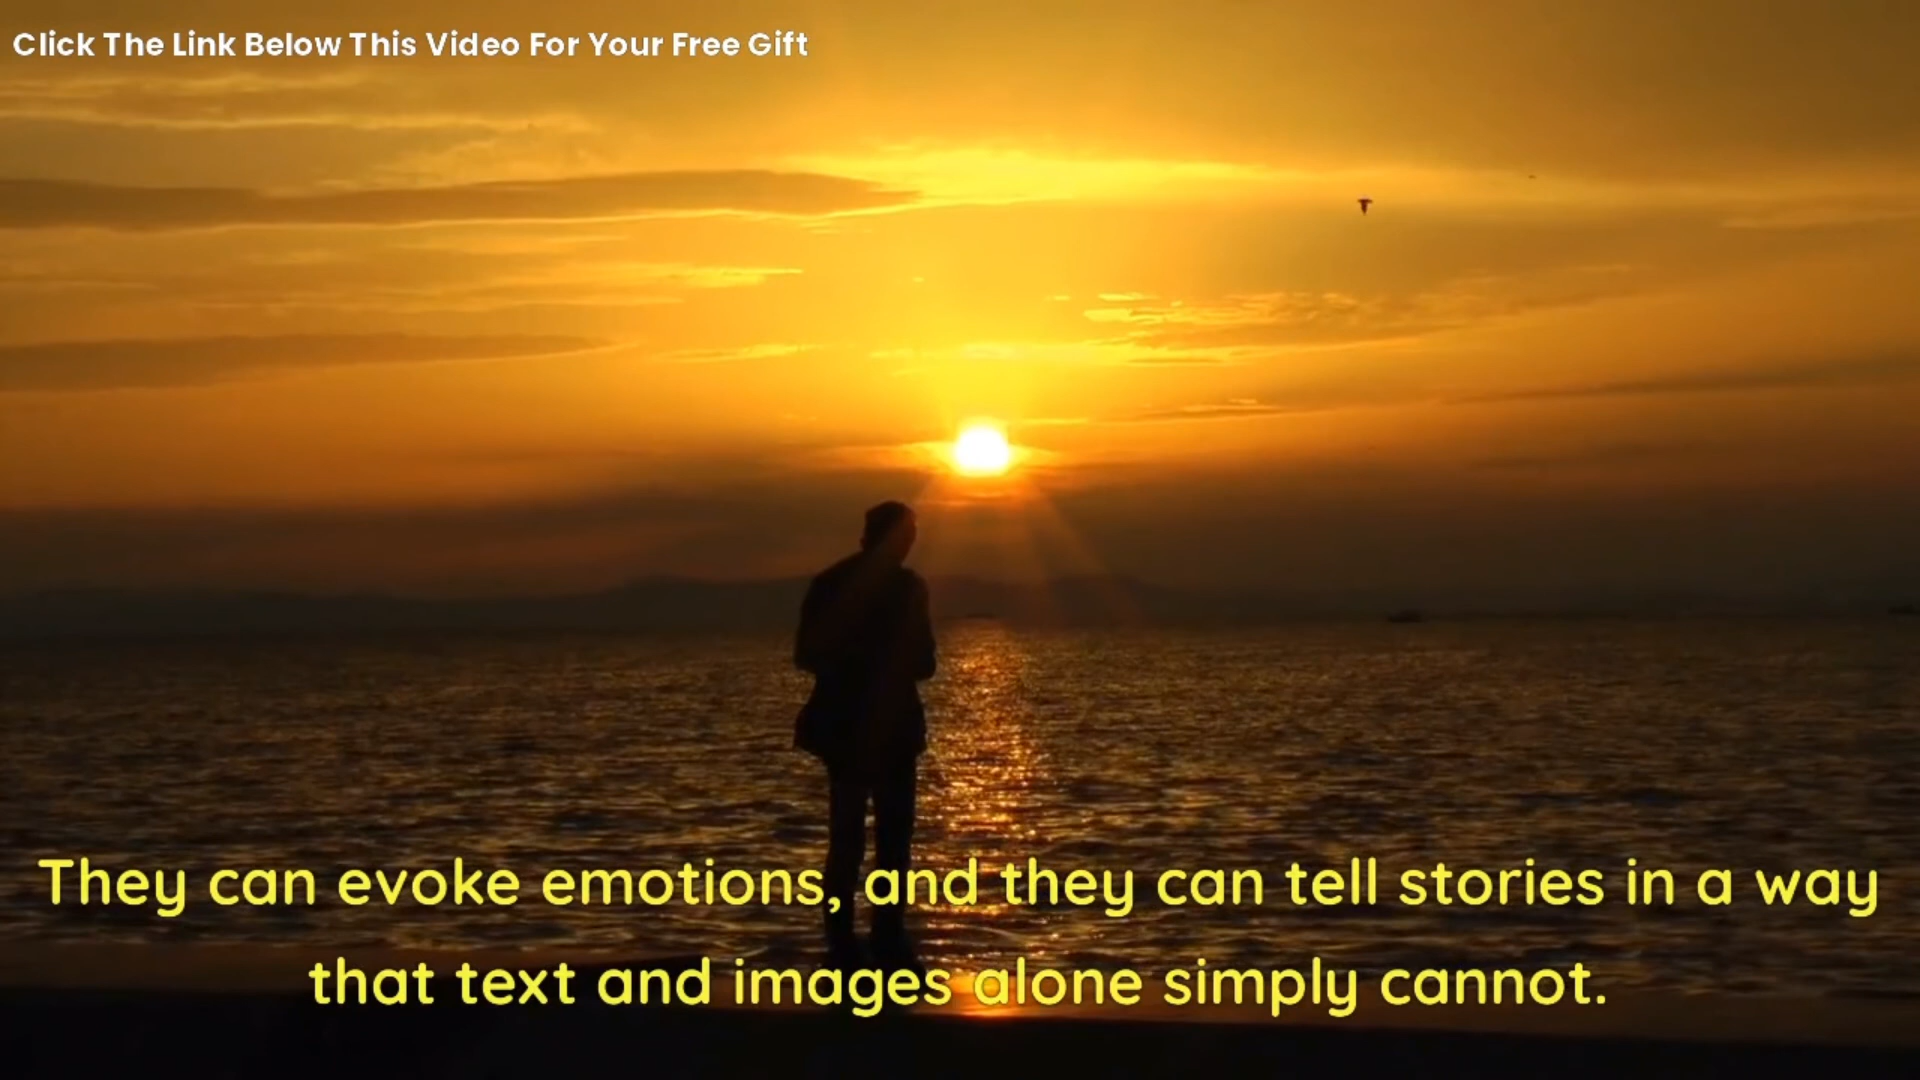 Click The Link Below This Video For Your Free Gift
They can evoke emotions, and they can tell stories in a way
that text and images alone simply cannot.